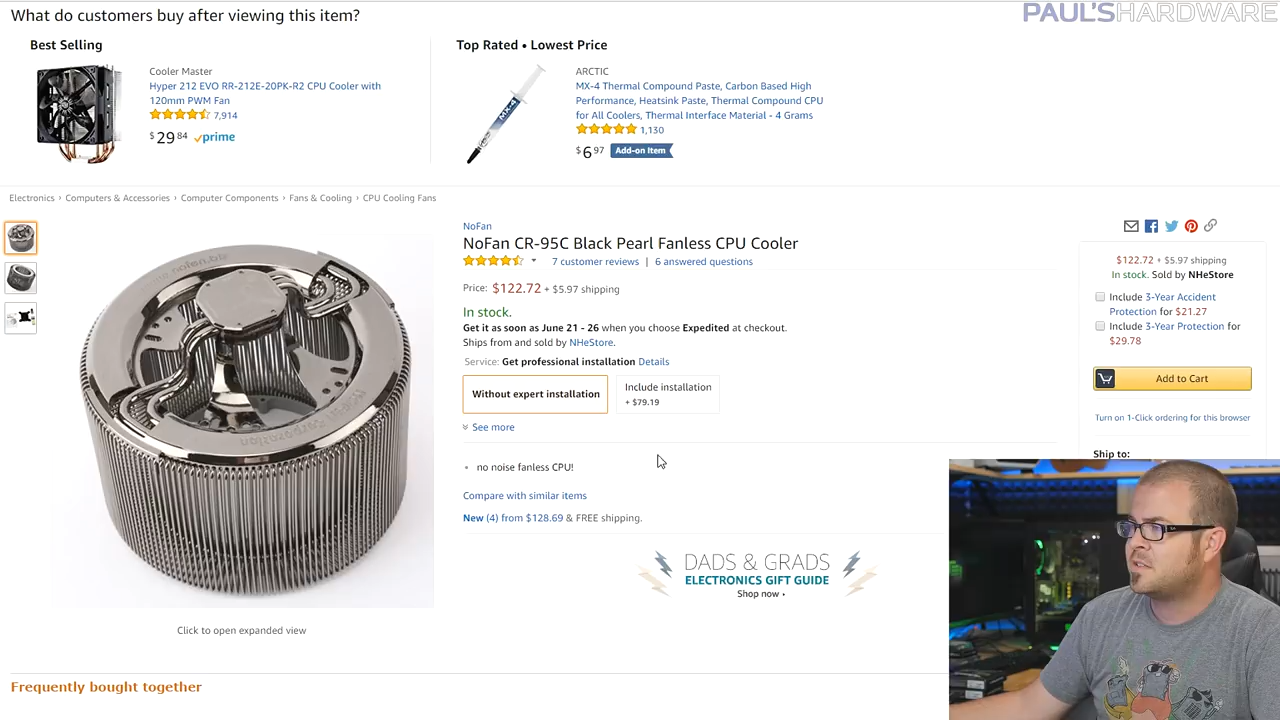 What do customers buy after viewing this item?
PAUL'SHARDWARE
Best Selling
Top Rated • Lowest Price
Cooler Master
Hyper 212 EVO RR-212E-20PK-R2 CPU Cooler with
120mm PWM Fan
7,914
$29 84 prime
ARCTIC
MX-4 Thermal Compound Paste, Carbon Based High
Performance, Heatsink Paste, Thermal Compound CPU
for All Coolers, Thermal Interface Material - 4 Grams
1,130
$6 97 Add-on Item
MX-4
Electronics › Computers & Accessories › Computer Components › Fans & Cooling › CPU Cooling Fans
NoFan
NoFan CR-95C Black Pearl Fanless CPU Cooler
7 customer reviews | 6 answered questions
Price: $122.72 + $5.97 shipping
In stock.
Get it as soon as June 21 - 26 when you choose Expedited at checkout.
Ships from and sold by NHeStore.
Service: Get professional installation Details
Without expert installation
Include installation
+ $79.19
See more
• no noise fanless CPU!
Compare with similar items
New (4) from $128.69 & FREE shipping.
DADS & GRADS
ELECTRONICS GIFT GUIDE
Shop now ›
$122.72 + $5.97 shipping
In stock. Sold by NHeStore
Include 3-Year Accident
Protection for $21.27
Include 3-Year Protection for
$29.78
Add to Cart
Turn on 1-Click ordering for this browser
Ship to:
www.nofen.biz
Click to open expanded view
Frequently bought together